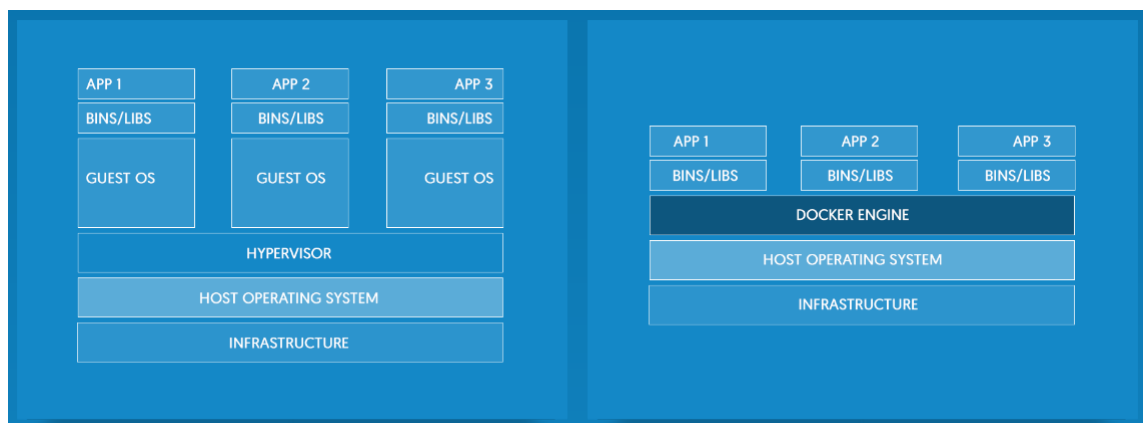 APP 1 APP 2 APP 3
BINS/LIBS BINS/LIBS BINS/LIBS
GUEST OS GUEST OS GUEST OS
HYPERVISOR
HOST OPERATING SYSTEM
INFRASTRUCTURE
APP 1 APP 2 APP 3
BINS/LIBS BINS/LIBS BINS/LIBS
DOCKER ENGINE
HOST OPERATING SYSTEM
INFRASTRUCTURE